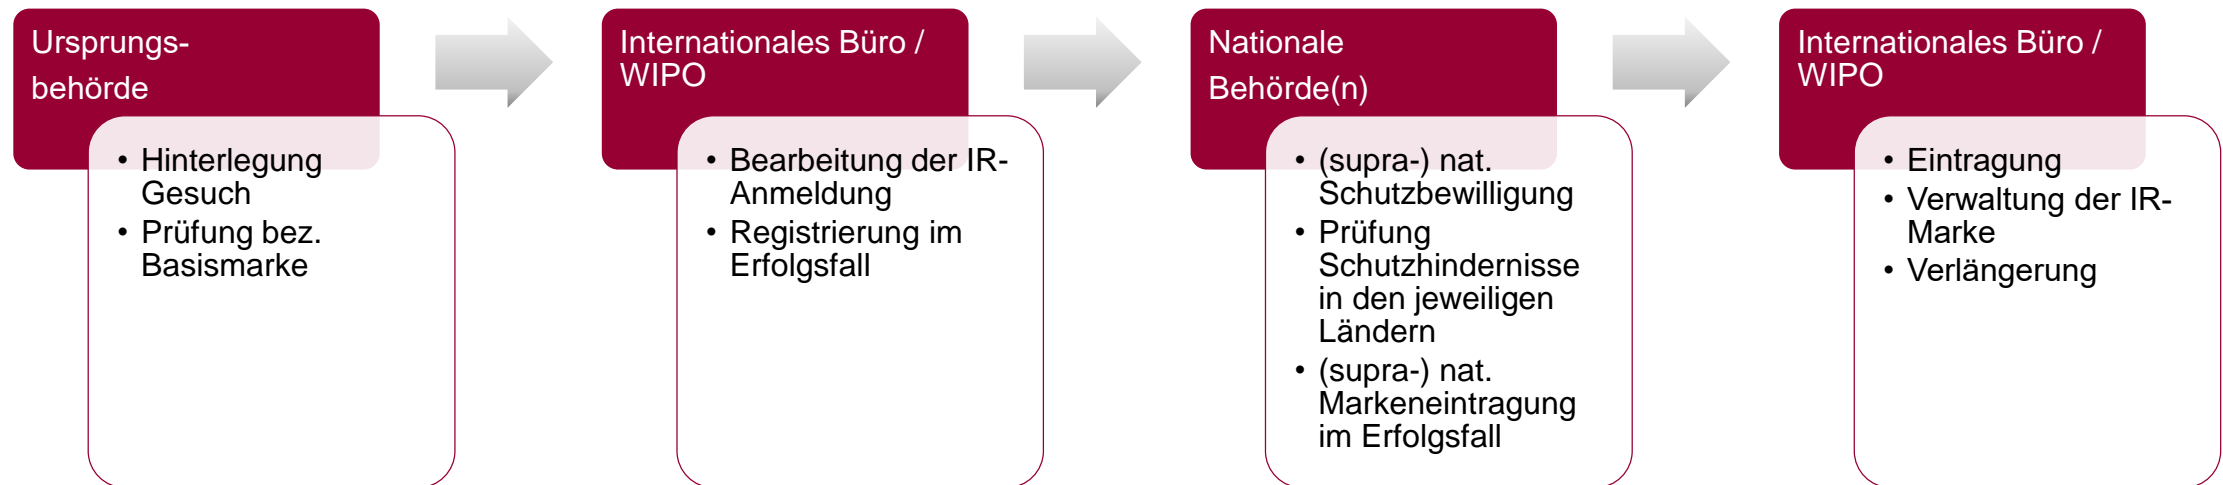 Ursprungs-
behörde
• Hinterlegung
Gesuch
• Prüfung bez.
Basismarke
Internationales Büro /
WIPO
• Bearbeitung der IR-
Anmeldung
• Registrierung im
Erfolgsfall
Nationale
Behörde(n)
• (supra-) nat.
Schutzbewilligung
• Prüfung
Schutzhindernisse
in den jeweiligen
Ländern
• (supra-) nat.
Markeneintragung
im Erfolgsfall
Internationales Büro /
WIPO
• Eintragung
• Verwaltung der IR-
Marke
• Verlängerung